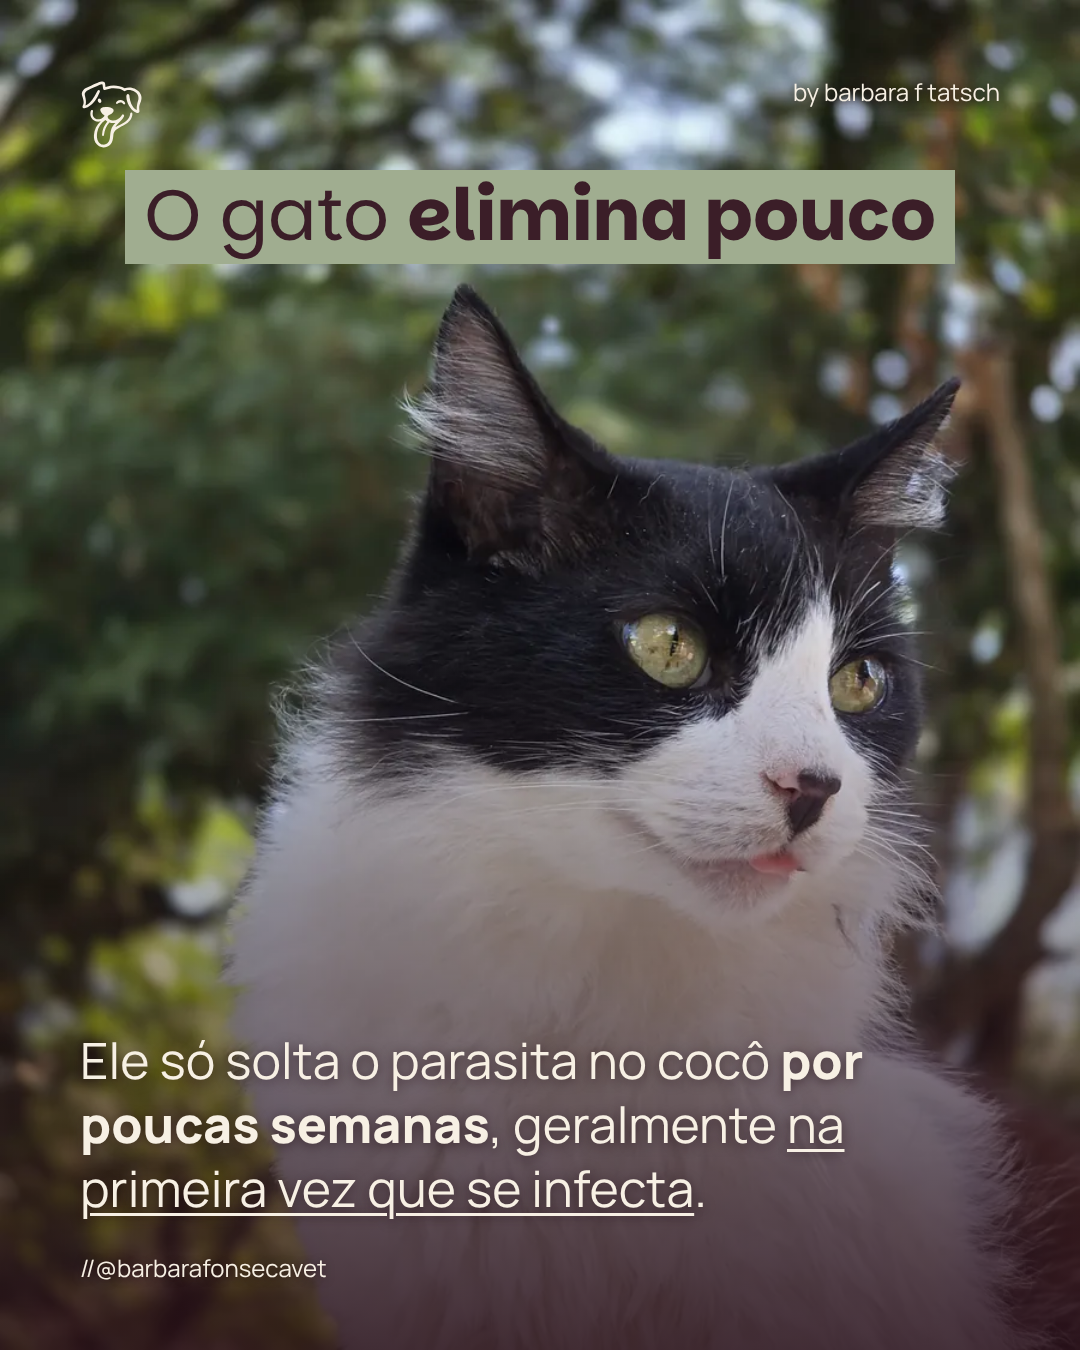 by barbara f tatsch
O gato elimina pouco
Ele só solta o parasita no cocô por
poucas semanas, geralmente na
primeira vez que se infecta.
//@barbarafonsecavet